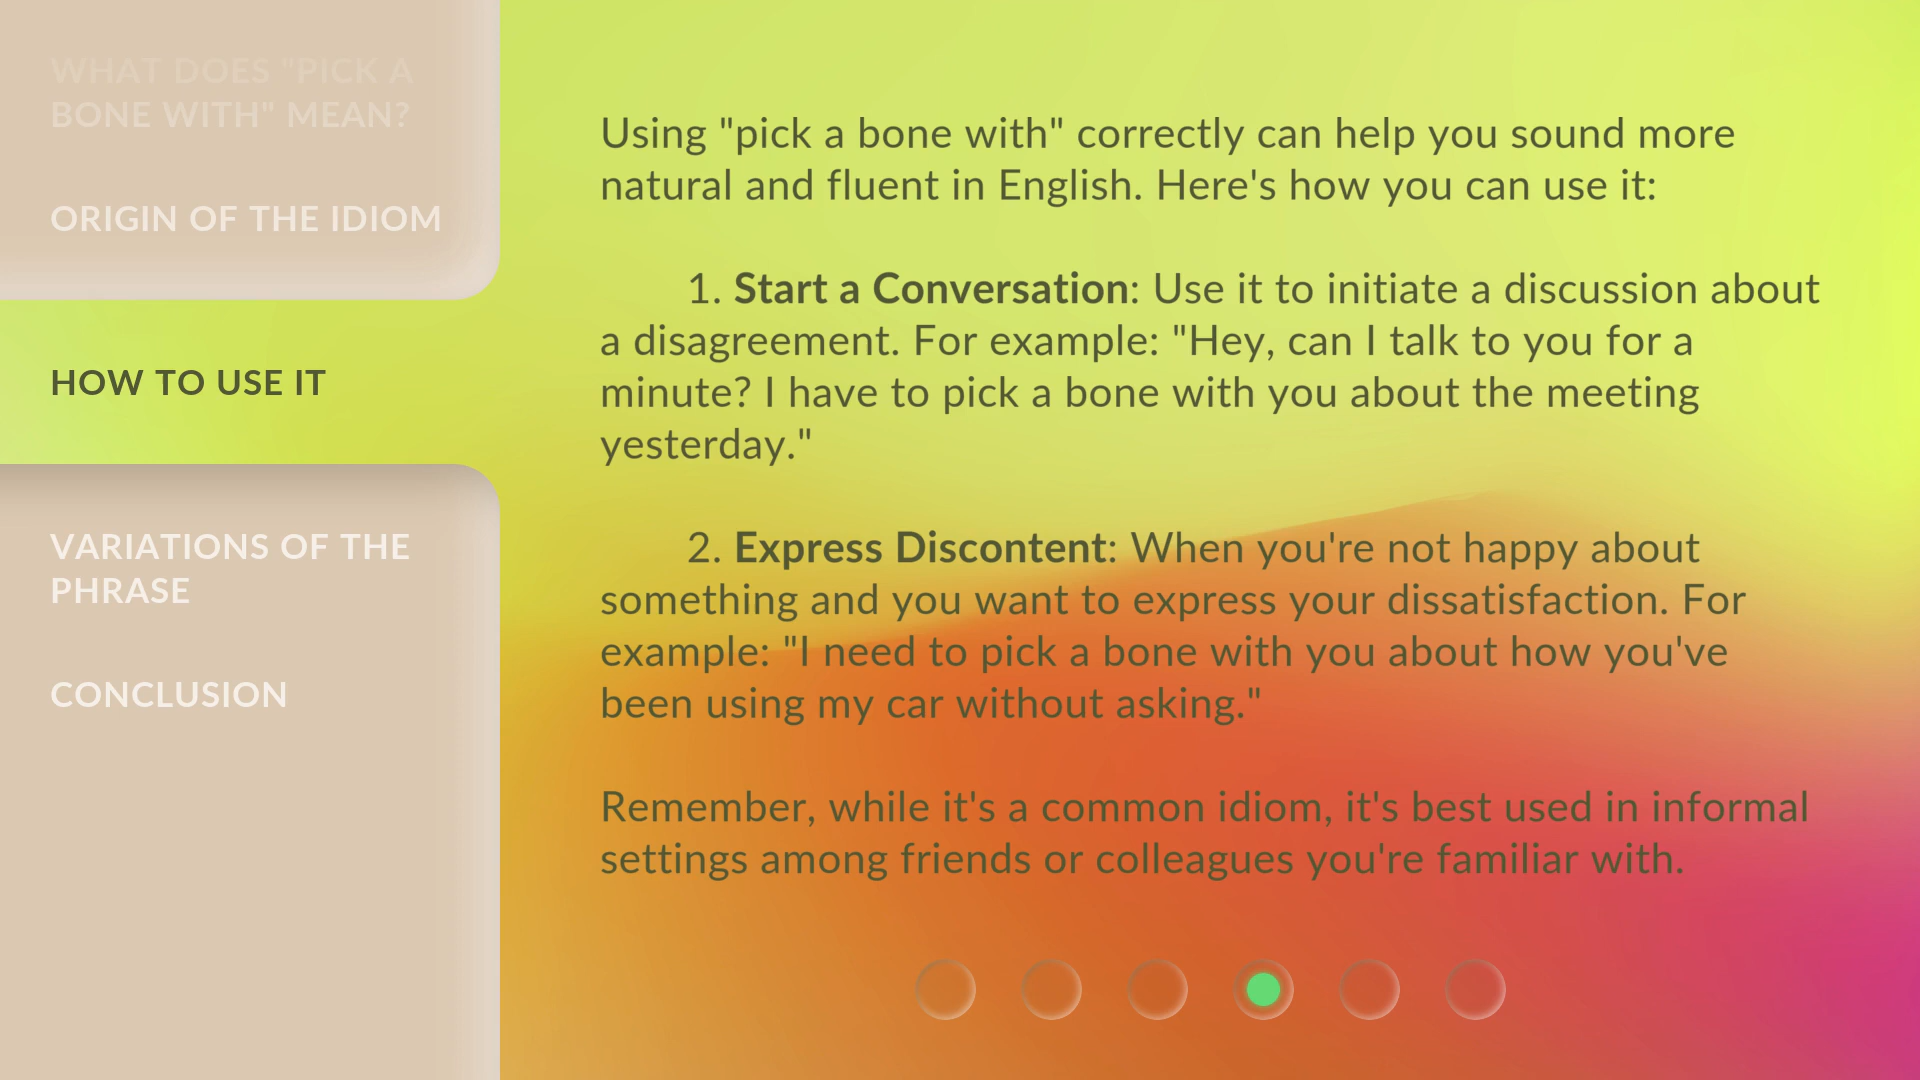 WHAT DOES "PICK A
BONE WITH" MEAN?
ORIGIN OF THE IDIOM
HOW TO USE IT
VARIATIONS OF THE
PHRASE
CONCLUSION
Using "pick a bone with" correctly can help you sound more
natural and fluent in English. Here's how you can use it:
1. Start a Conversation: Use it to initiate a discussion about
a disagreement. For example: "Hey, can I talk to you for a
minute? I have to pick a bone with you about the meeting
yesterday."
2. Express Discontent: When you're not happy about
something and you want to express your dissatisfaction. For
example: "I need to pick a bone with you about how you've
been using my car without asking."
Remember, while it's a common idiom, it's best used in informal
settings among friends or colleagues you're familiar with.